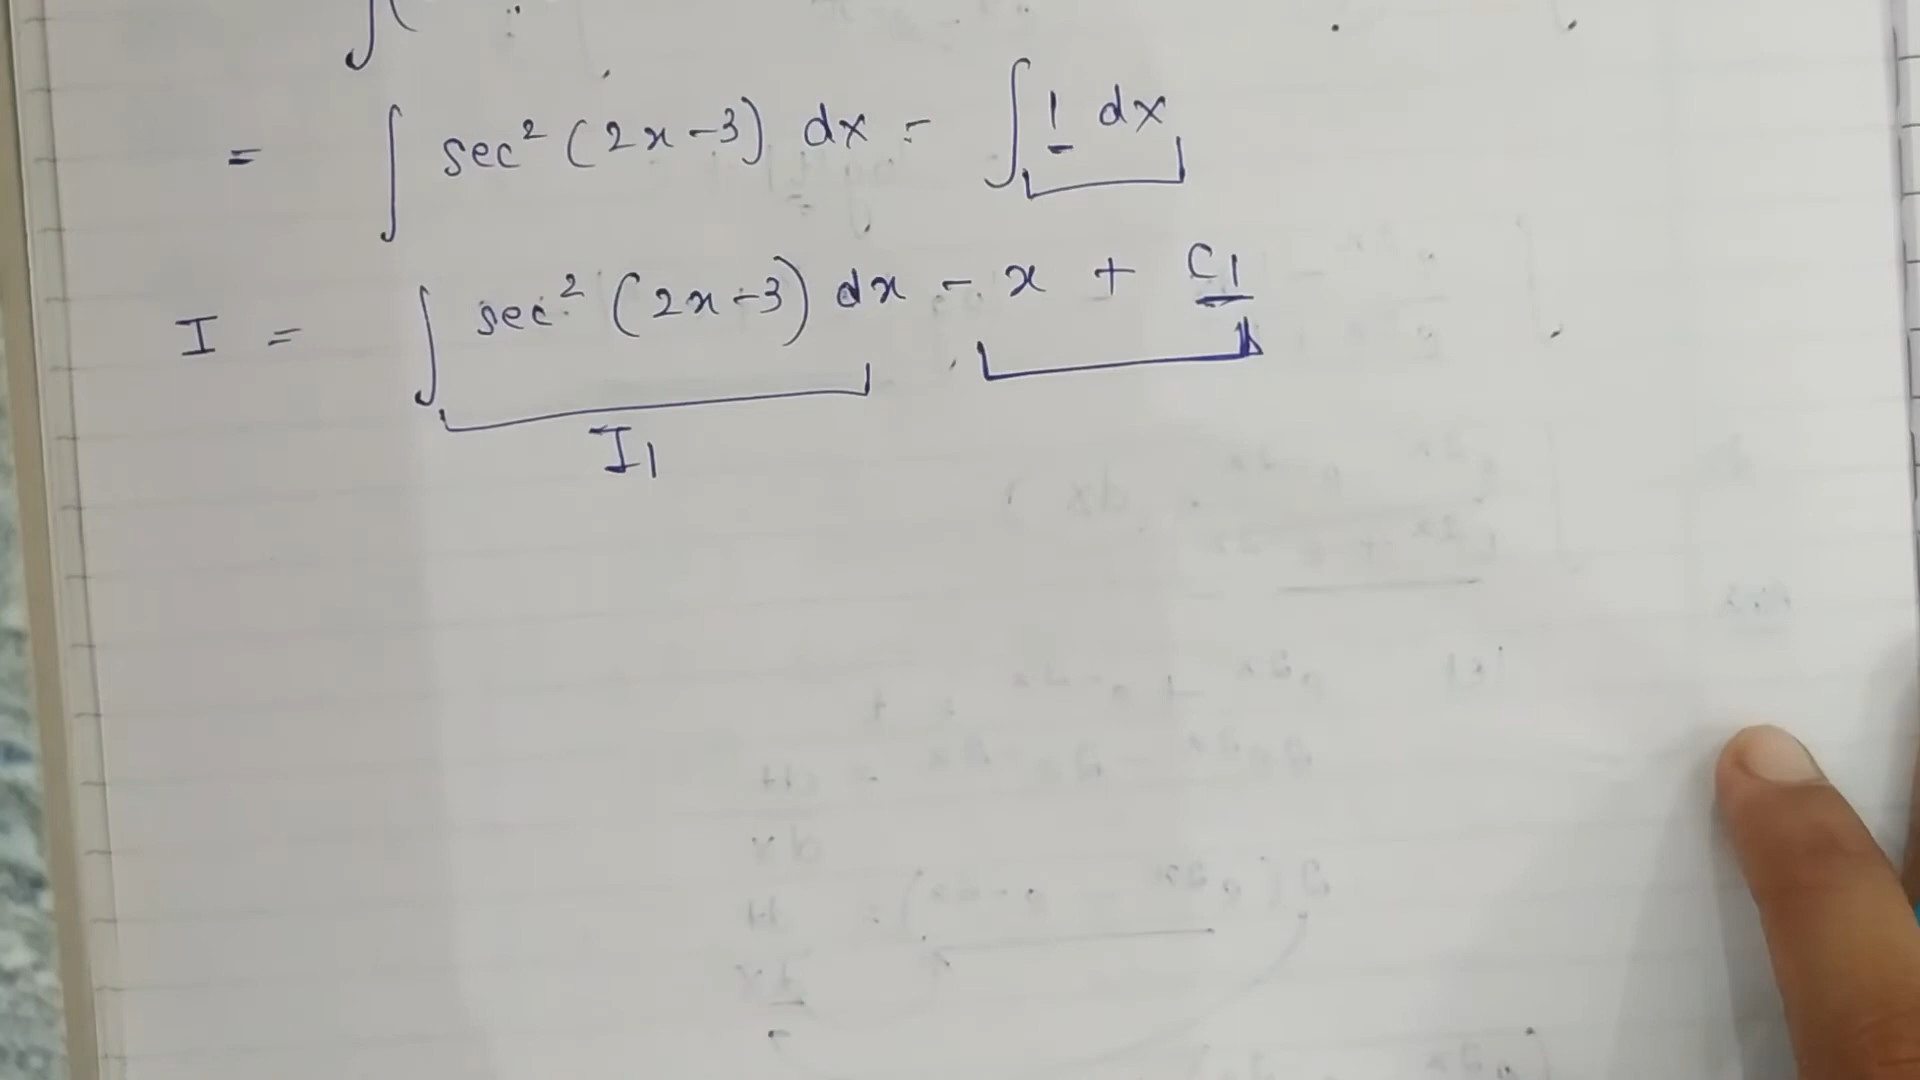 = ∫ sec² (2x-3) dx - ∫ 1 dx
I = ∫ sec² (2x-3) dx - x + C1
I1